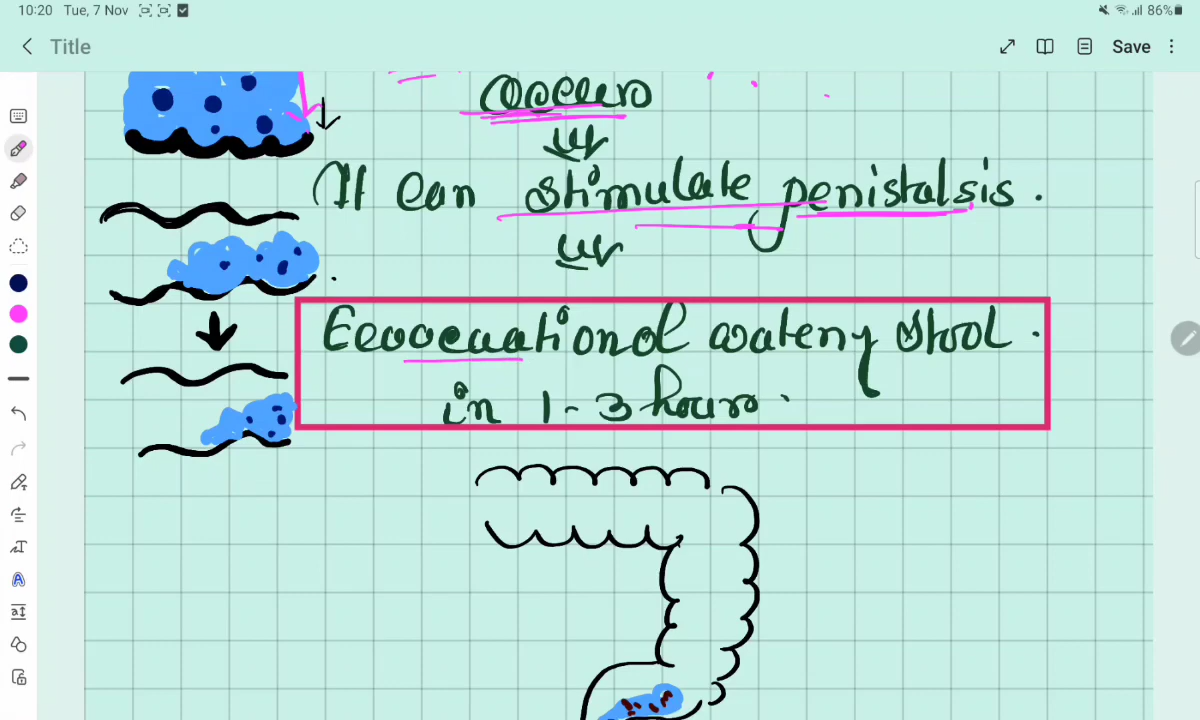 10:20 Tue, 7 Nov 86%
Title Save
Occurs
It can stimulate peristalsis.
Evacuational watery stool.
in 1-3 hours.